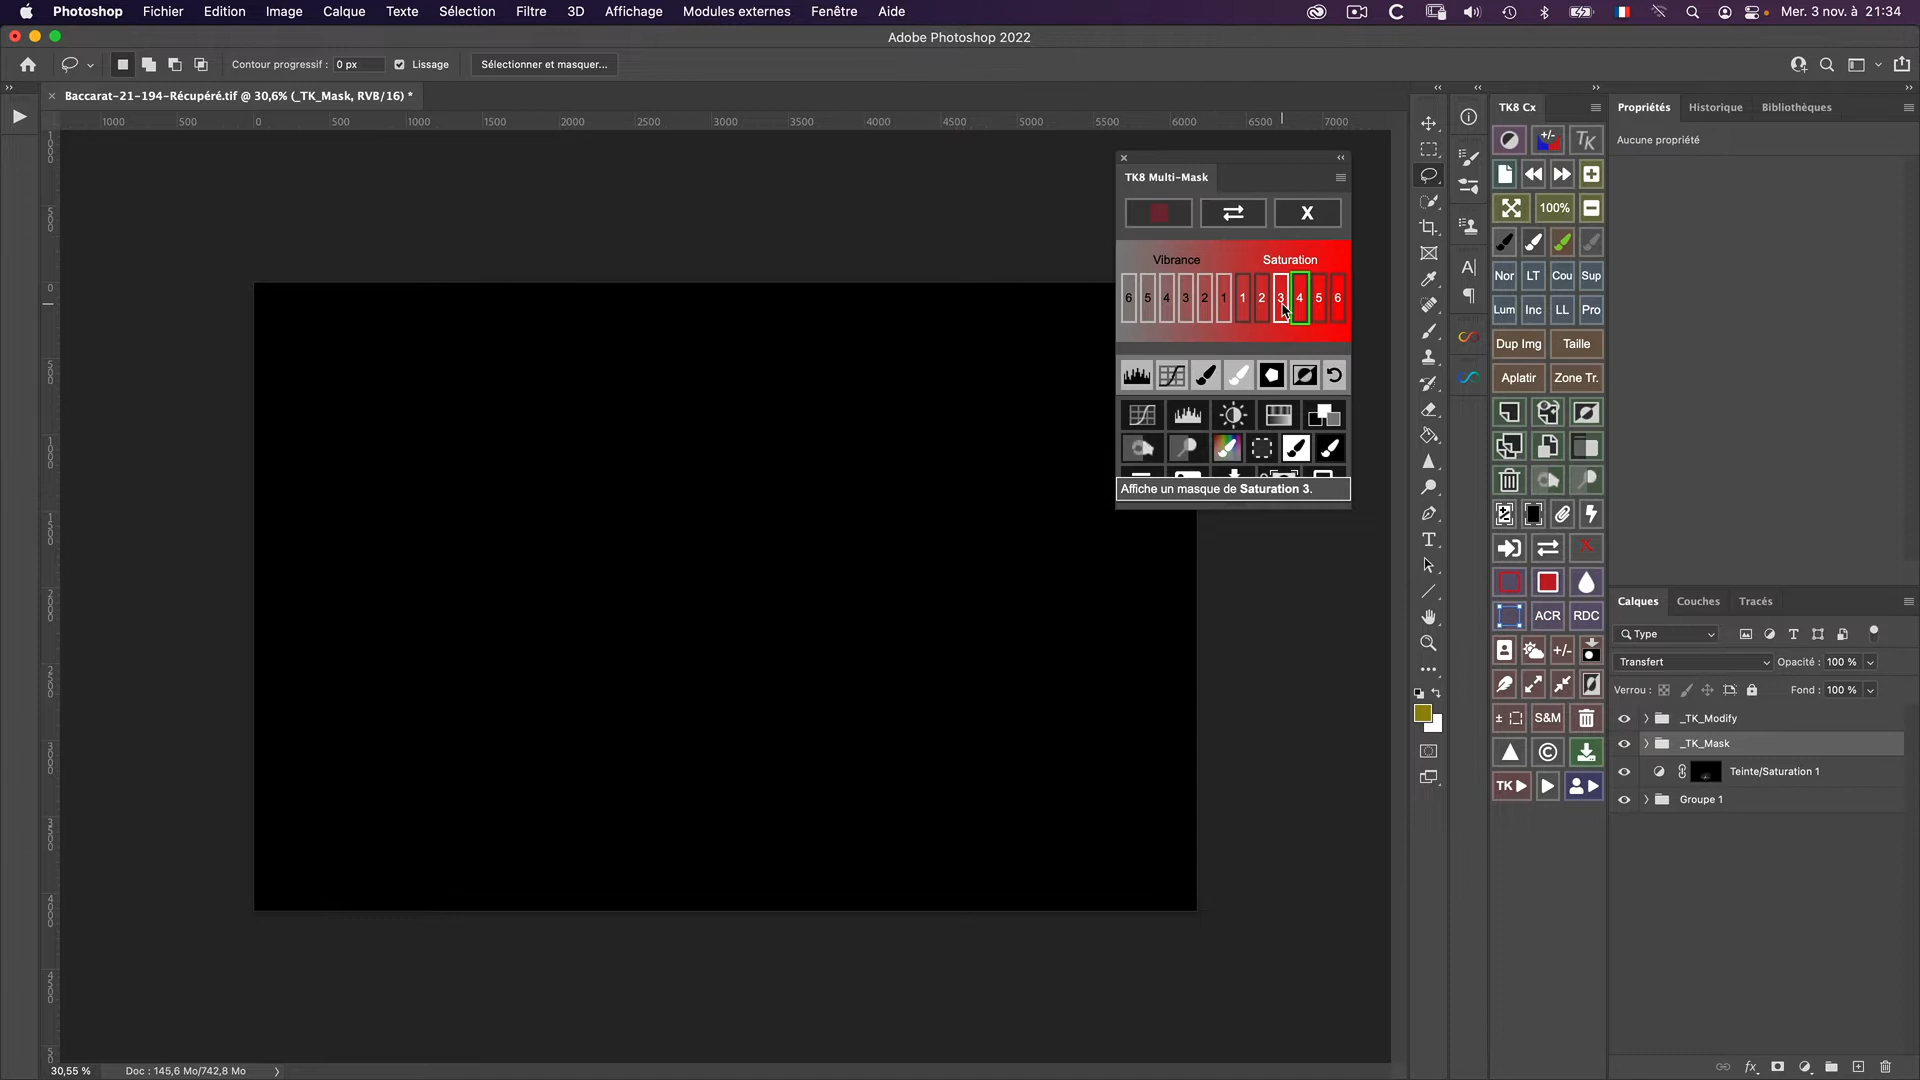 Photoshop Fichier Edition Image Calque Texte Sélection Filtre 3D Affichage Modules externes Fenêtre Aide Mer. 3 nov. à 21:34
Adobe Photoshop 2022
Contour progressif : 0 px Lissage Sélectionner et masquer...
Baccarat-21-194-Récupéré.tif @ 30,6% (_TK_Mask, RVB/16) *
1000 500 0 500 1000 1500 2000 2500 3000 3500 4000 4500 5000 5500 6000 6500 7000
TK8 Multi-Mask
X
Vibrance Saturation
6 5 4 3 2 1 1 2 3 4 5 6
Affiche un masque de Saturation 3.
TK8 Cx
+/- TK
100%
Nor LT Cou Sup
Lum Inc LL Pro
Dup Img Taille
Aplatir Zone Tr.
X
ACR RDC
+/-
S&M
TK
Propriétés Historique Bibliothèques
Aucune propriété
Calques Couches Tracés
Type
Transfert Opacité : 100 %
Verrou : Fond : 100 %
_TK_Modify
_TK_Mask
Teinte/Saturation 1
Groupe 1
30,55 % Doc : 145,6 Mo/742,8 Mo